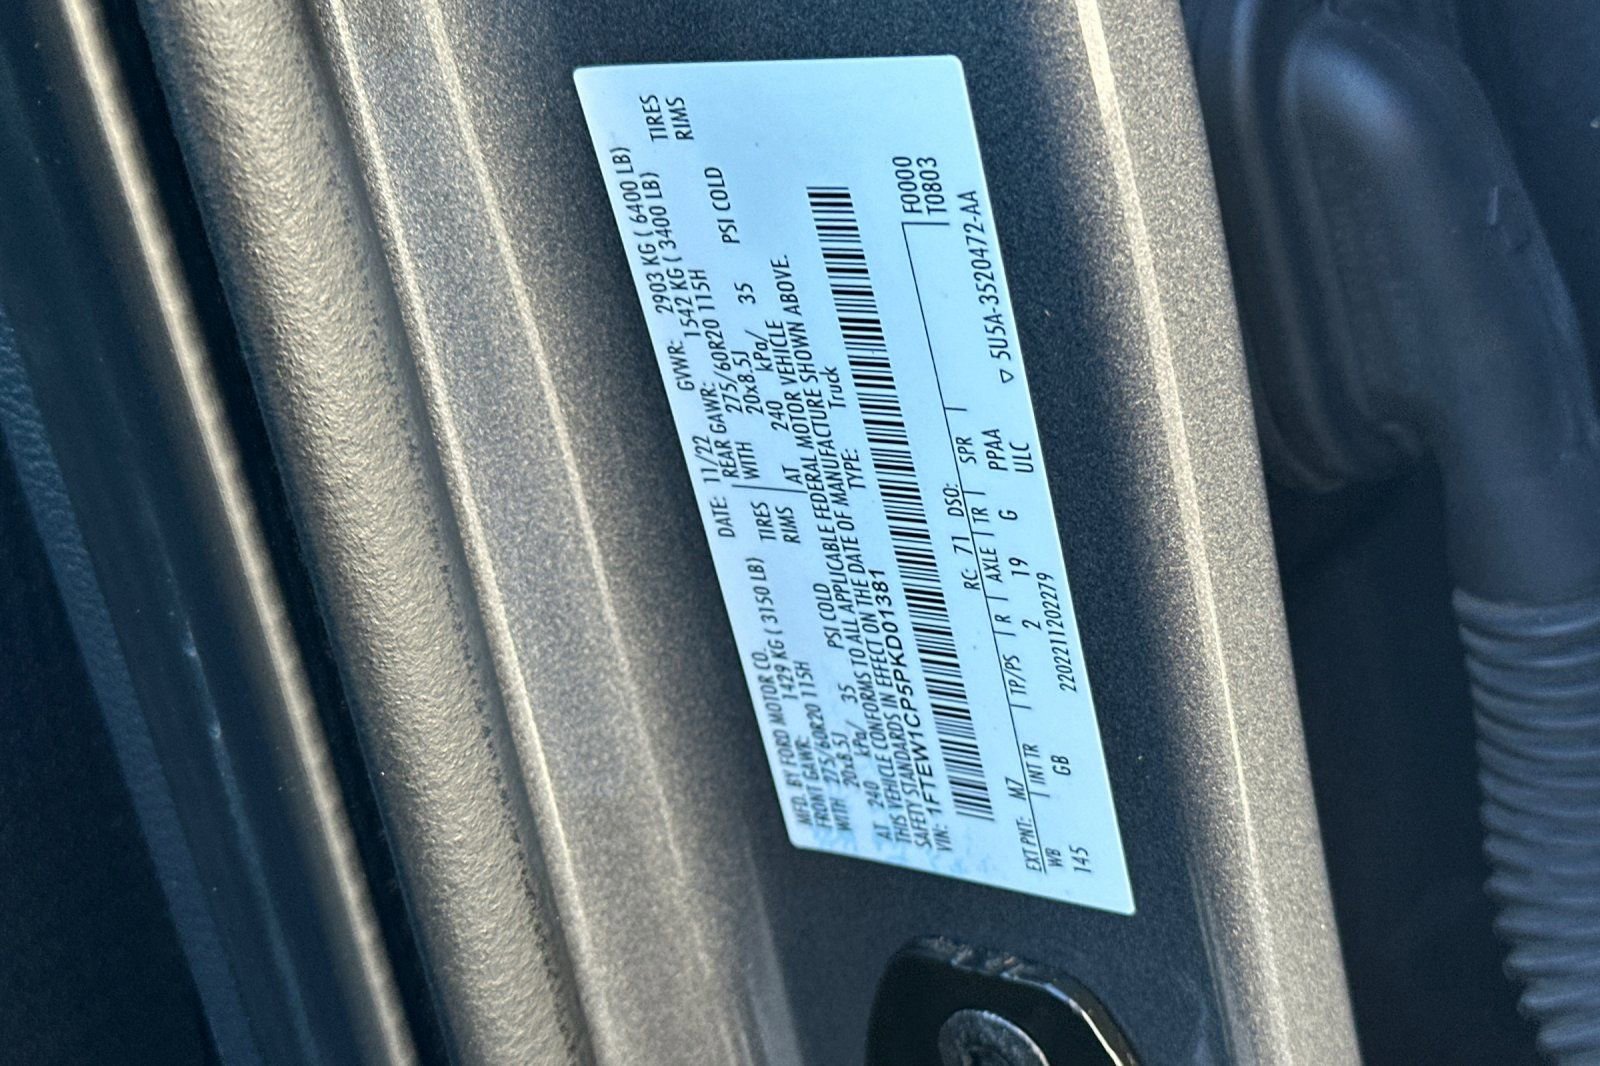 MFD. BY FORD MOTOR CO.
DATE: 11/22 GVWR: 2903 KG ( 6400 LB)
FRONT GAWR: 1429 KG ( 3150 LB) REAR GAWR: 1542 KG ( 3400 LB)
WITH 275/60R20 115H TIRES WITH 275/60R20 115H TIRES
20x8.5J RIMS 20x8.5J RIMS
AT 240 kPa/ 35 PSI COLD AT 240 kPa/ 35 PSI COLD
THIS VEHICLE CONFORMS TO ALL APPLICABLE FEDERAL MOTOR VEHICLE
SAFETY STANDARDS IN EFFECT ON THE DATE OF MANUFACTURE SHOWN ABOVE.
VIN: 1FTEW1CP5PKD01381 TYPE: Truck
F0000
T0803
EXT PNT: M7 RC: 71 DSO:
WB INT TR TP/PS R AXLE TR SPR
145 GB 2 19 G PPAA
2202211202279 ULC
▽ 5U5A-3520472-AA